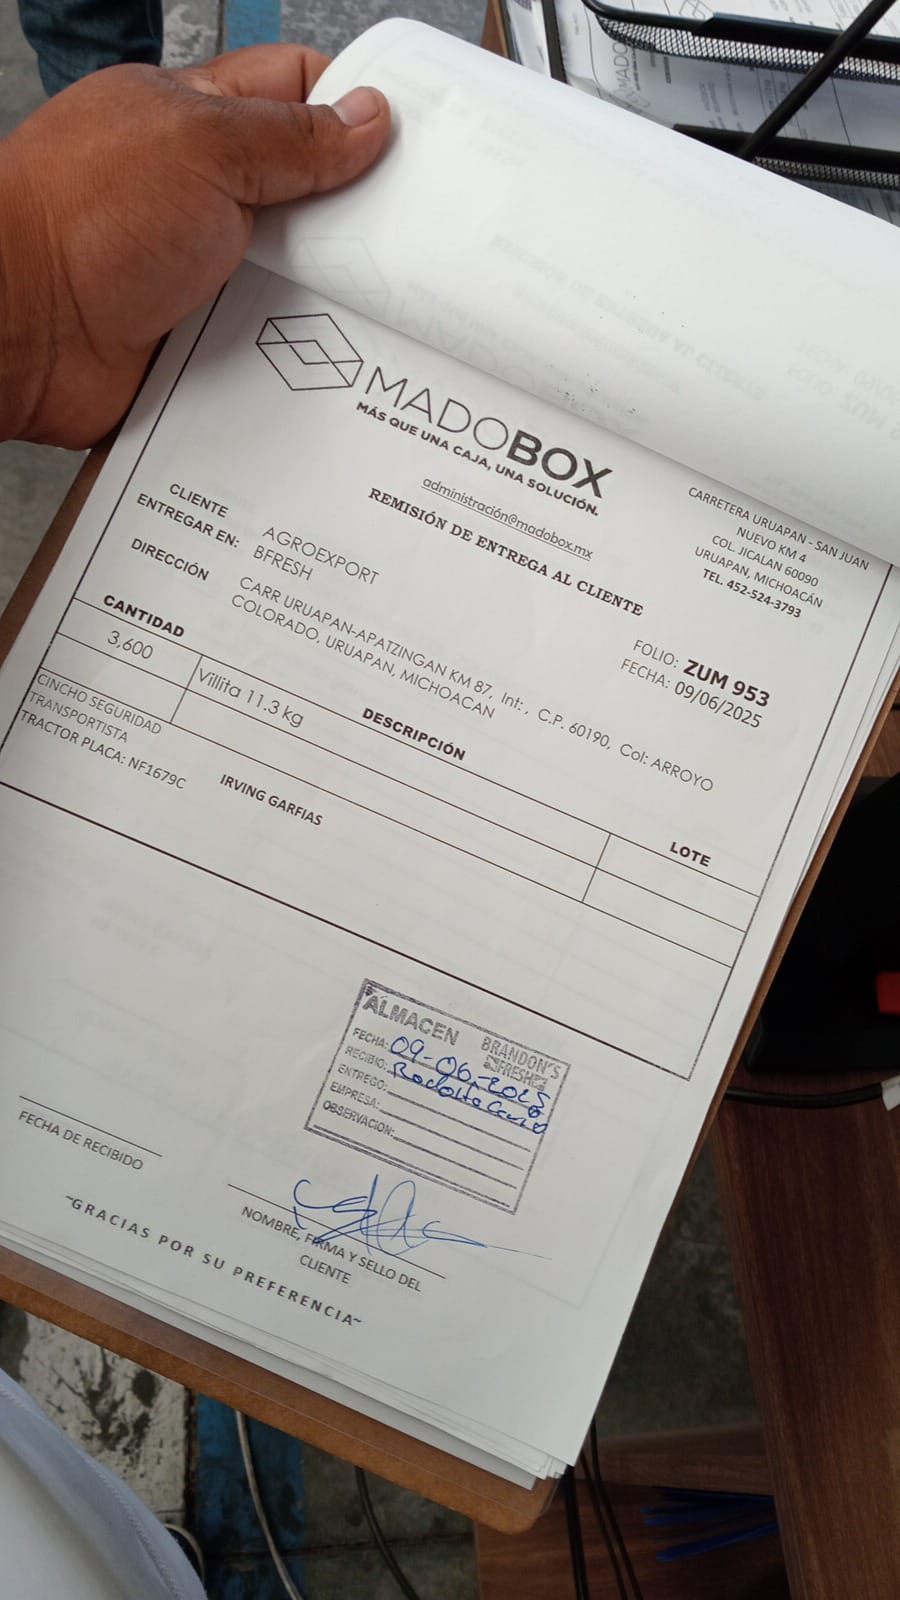 MADOBOX
MÁS QUE UNA CAJA, UNA SOLUCIÓN.
administración@madobox.mx
REMISIÓN DE ENTREGA AL CLIENTE
CARRETERA URUAPAN - SAN JUAN
NUEVO KM 4
COL. JICALAN 60090
URUAPAN, MICHOACÁN
TEL. 452-524-3793
FOLIO: ZUM 953
FECHA: 09/06/2025
CLIENTE AGROEXPORT
ENTREGAR EN: BFRESH
DIRECCIÓN CARR URUAPAN-APATZINGAN KM 87, Int: , C.P. 60190, Col: ARROYO
COLORADO, URUAPAN, MICHOACAN
CANTIDAD DESCRIPCIÓN LOTE
3,600 Villita 11.3 kg
CINCHO SEGURIDAD
TRANSPORTISTA IRVING GARFIAS
TRACTOR PLACA: NF1679C
ALMACEN BRANDON'S
FRESH
FECHA: 09-06-2025
RECIBIO:
ENTREGO:
EMPRESA:
OBSERVACION:
FECHA DE RECIBIDO
NOMBRE, FIRMA Y SELLO DEL
CLIENTE
~GRACIAS POR SU PREFERENCIA~